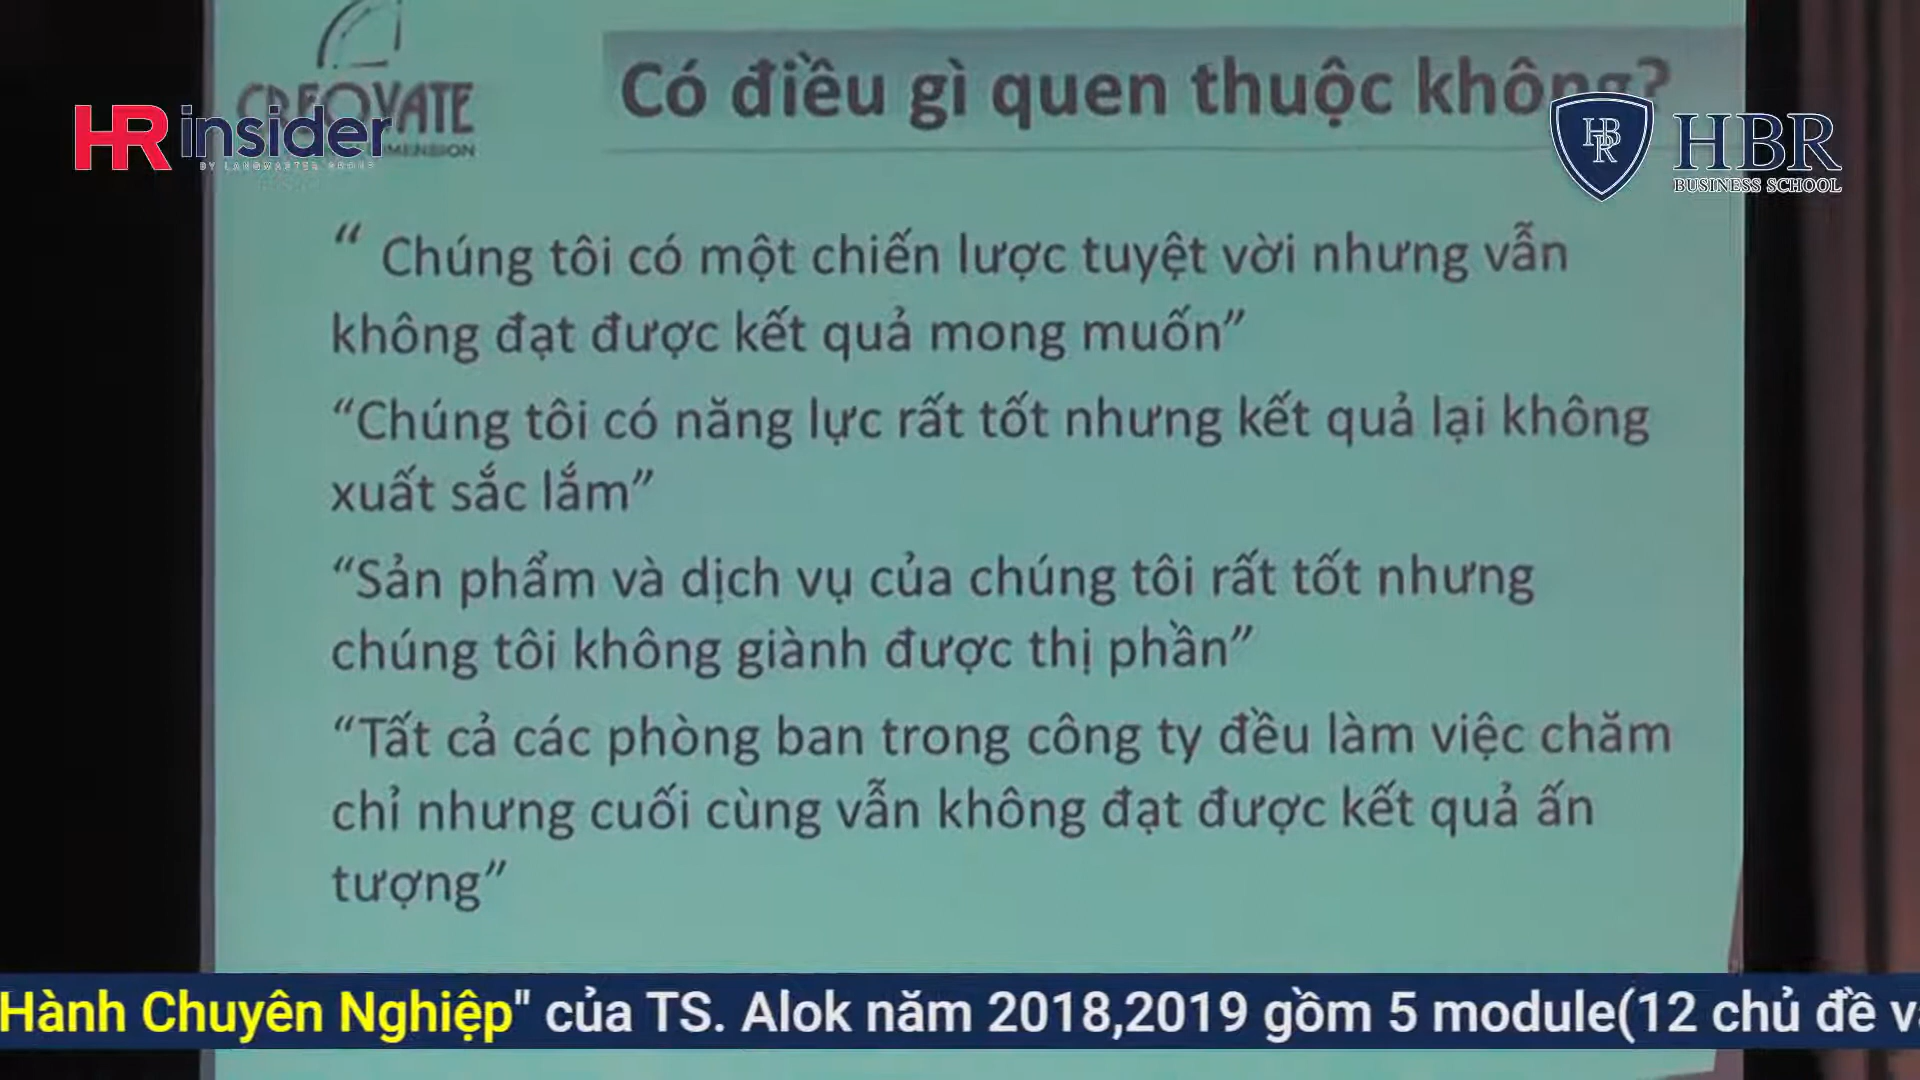 CREOVATE
Có điều gì quen thuộc không?
HR insider
BY LANGMASTER GROUP
HBR
HBR
BUSINESS SCHOOL
“ Chúng tôi có một chiến lược tuyệt vời nhưng vẫn
không đạt được kết quả mong muốn”
“Chúng tôi có năng lực rất tốt nhưng kết quả lại không
xuất sắc lắm”
“Sản phẩm và dịch vụ của chúng tôi rất tốt nhưng
chúng tôi không giành được thị phần”
“Tất cả các phòng ban trong công ty đều làm việc chăm
chỉ nhưng cuối cùng vẫn không đạt được kết quả ấn
tượng”
Hành Chuyên Nghiệp" của TS. Alok năm 2018,2019 gồm 5 module(12 chủ đề